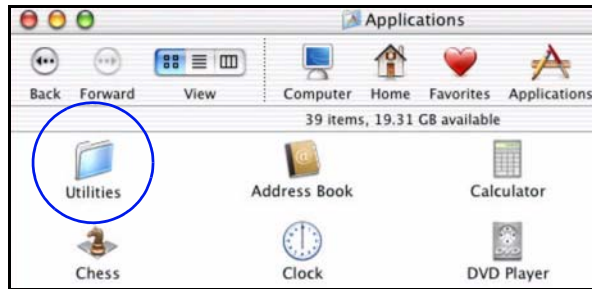 Applications
Back Forward View Computer Home Favorites Applications
39 items, 19.31 GB available
Utilities Address Book Calculator
Chess Clock DVD Player